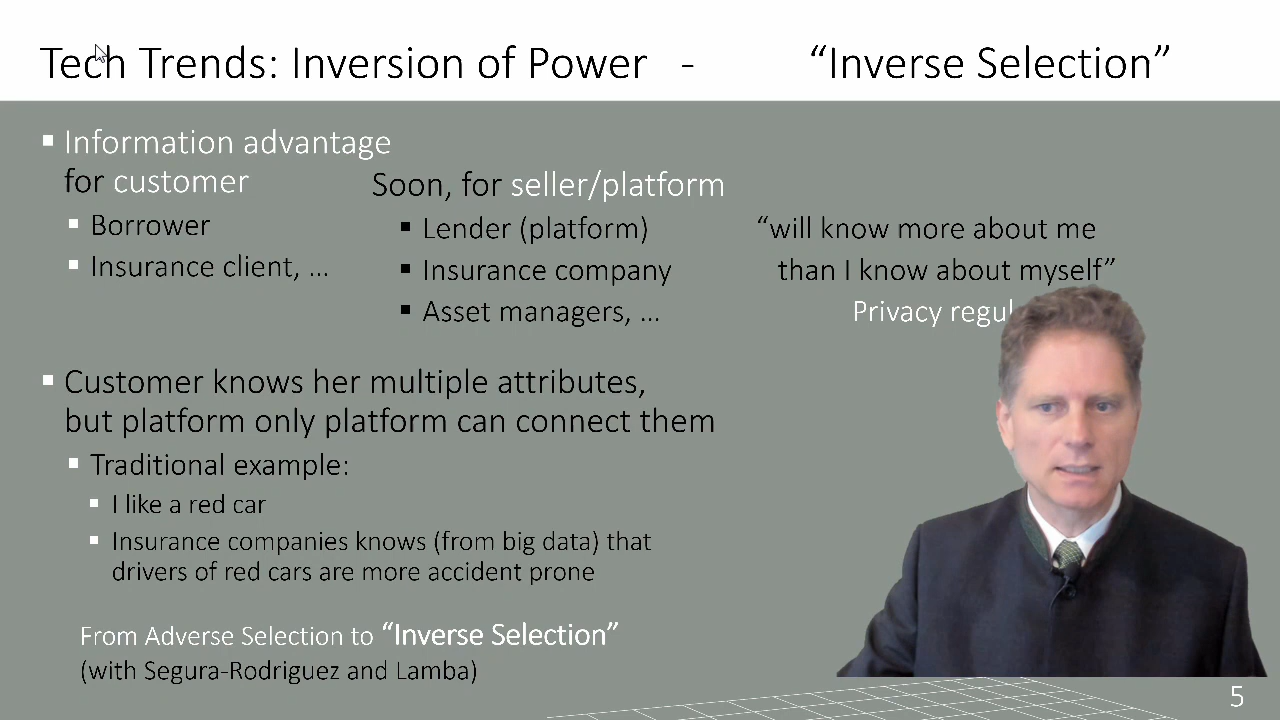 Tech Trends: Inversion of Power - “Inverse Selection”
Information advantage
for customer
Borrower
Insurance client, …
Soon, for seller/platform
Lender (platform)
Insurance company
Asset managers, …
“will know more about me
than I know about myself”
Privacy
Customer knows her multiple attributes,
but platform only platform can connect them
Traditional example:
I like a red car
Insurance companies knows (from big data) that
drivers of red cars are more accident prone
From Adverse Selection to “Inverse Selection”
(with Segura-Rodriguez and Lamba)
5